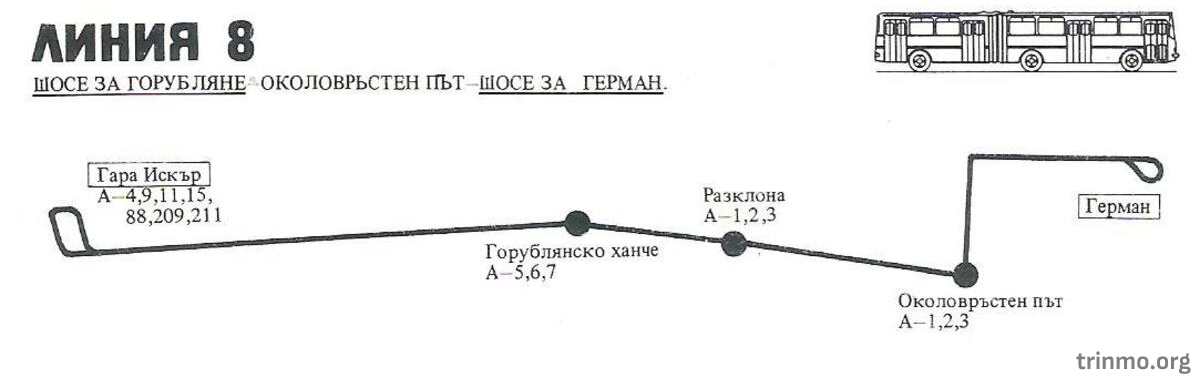 ЛИНИЯ 8
ШОСЕ ЗА ГОРУБЛЯНЕ–ОКОЛОВРЬСТЕН ПЪТ–ШОСЕ ЗА ГЕРМАН.
Гара Искър
А–4,9,11,15,
88,209,211
Горублянско ханче
А–5,6,7
Разклона
А–1,2,3
Околовръстен път
А–1,2,3
Герман
trinmo.org